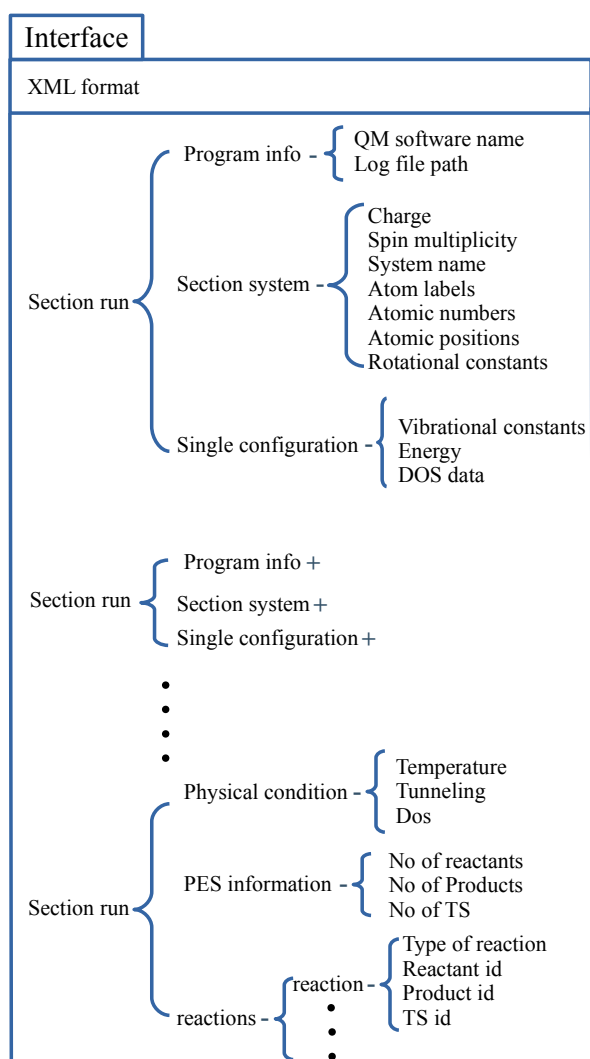 Interface
XML format
Section run
Program info -
QM software name
Log file path
Section system -
Charge
Spin multiplicity
System name
Atom labels
Atomic numbers
Atomic positions
Rotational constants
Single configuration -
Vibrational constants
Energy
DOS data
Section run
Program info +
Section system +
Single configuration +
Section run
Physical condition -
Temperature
Tunneling
Dos
PES information -
No of reactants
No of Products
No of TS
reactions -
reaction -
Type of reaction
Reactant id
Product id
TS id